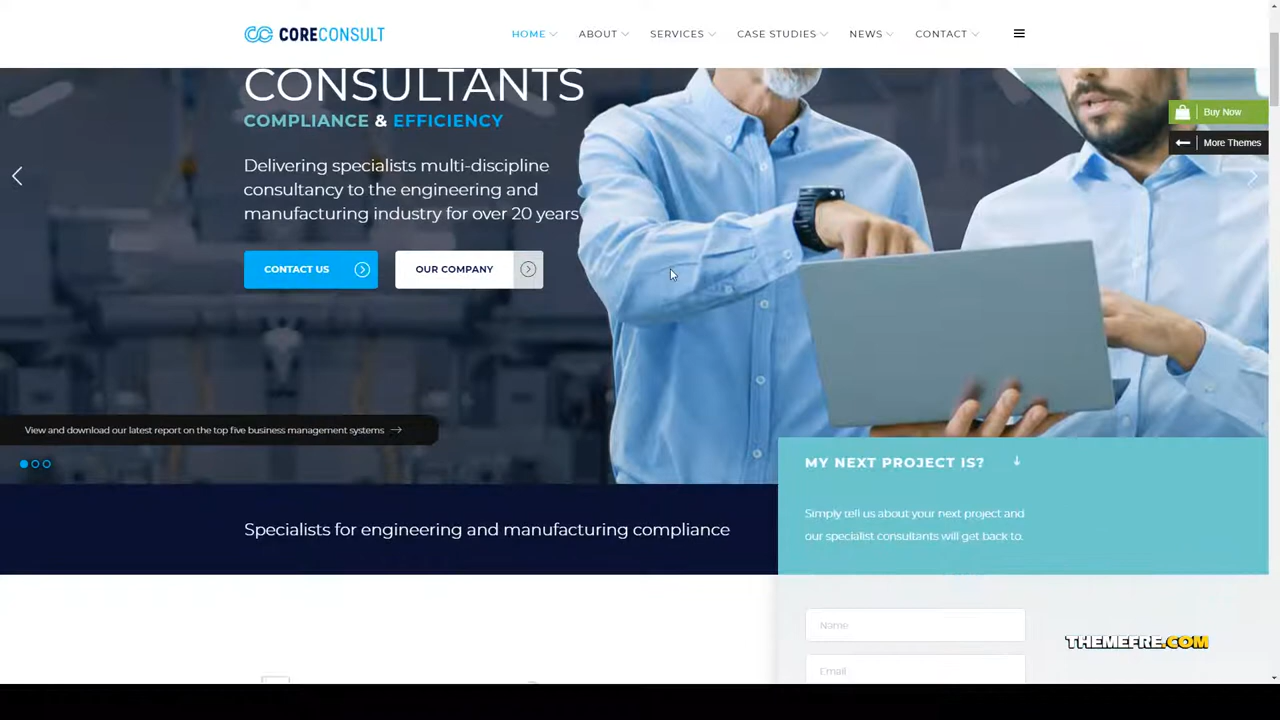 CORECONSULT
HOME ABOUT SERVICES CASE STUDIES NEWS CONTACT
CONSULTANTS
COMPLIANCE & EFFICIENCY
Delivering specialists multi-discipline
consultancy to the engineering and
manufacturing industry for over 20 years
CONTACT US
OUR COMPANY
Buy Now
More Themes
View and download our latest report on the top five business management systems
MY NEXT PROJECT IS?
Simply tell us about your next project and
our specialist consultants will get back to.
Specialists for engineering and manufacturing compliance
Name
Email
THEMEFRE.COM